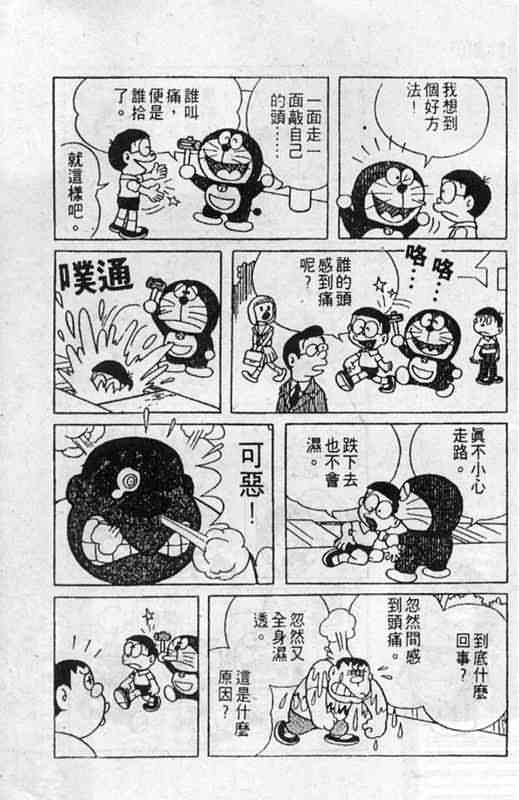 我想到
個好方
法！
一面走一
面敲自己
的頭……
誰叫
痛，
便是
誰拾
了。
就這樣吧。
咯…
咯…
誰的頭
感到痛
呢？
噗通
真不小心
走路。
跌下去
也不會
濕。
可惡！
到底什麼
回事？
忽然間感
到頭痛。
忽然又
全身濕
透。
這是什麼
原因？